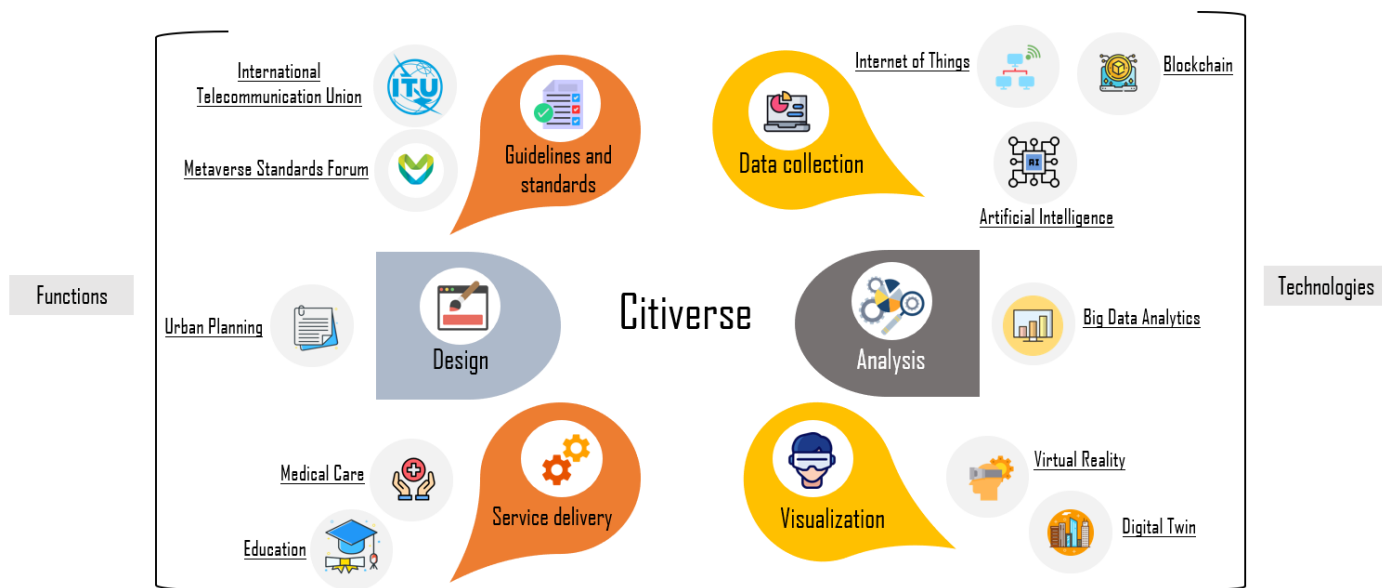 International
Telecommunication Union
ITU
Metaverse Standards Forum
Guidelines and
standards
Data collection
Internet of Things
Blockchain
AI
Artificial Intelligence
Functions
Urban Planning
Design
Citiverse
Analysis
Big Data Analytics
Technologies
Medical Care
Education
Service delivery
Visualization
Virtual Reality
Digital Twin